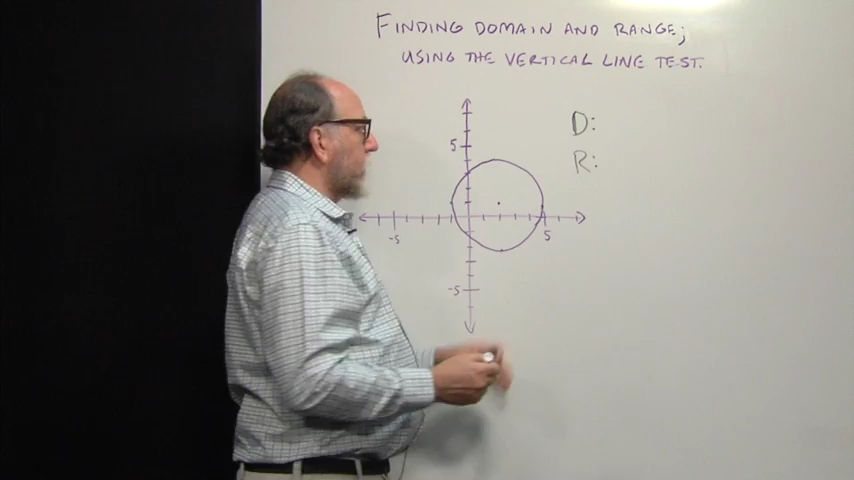 FINDING DOMAIN AND RANGE;
USING THE VERTICAL LINE TEST.
D:
5
R:
-5
5
-5